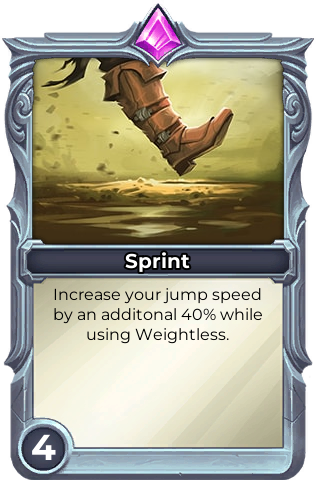 Sprint
Increase your jump speed
by an additonal 40% while
using Weightless.
4